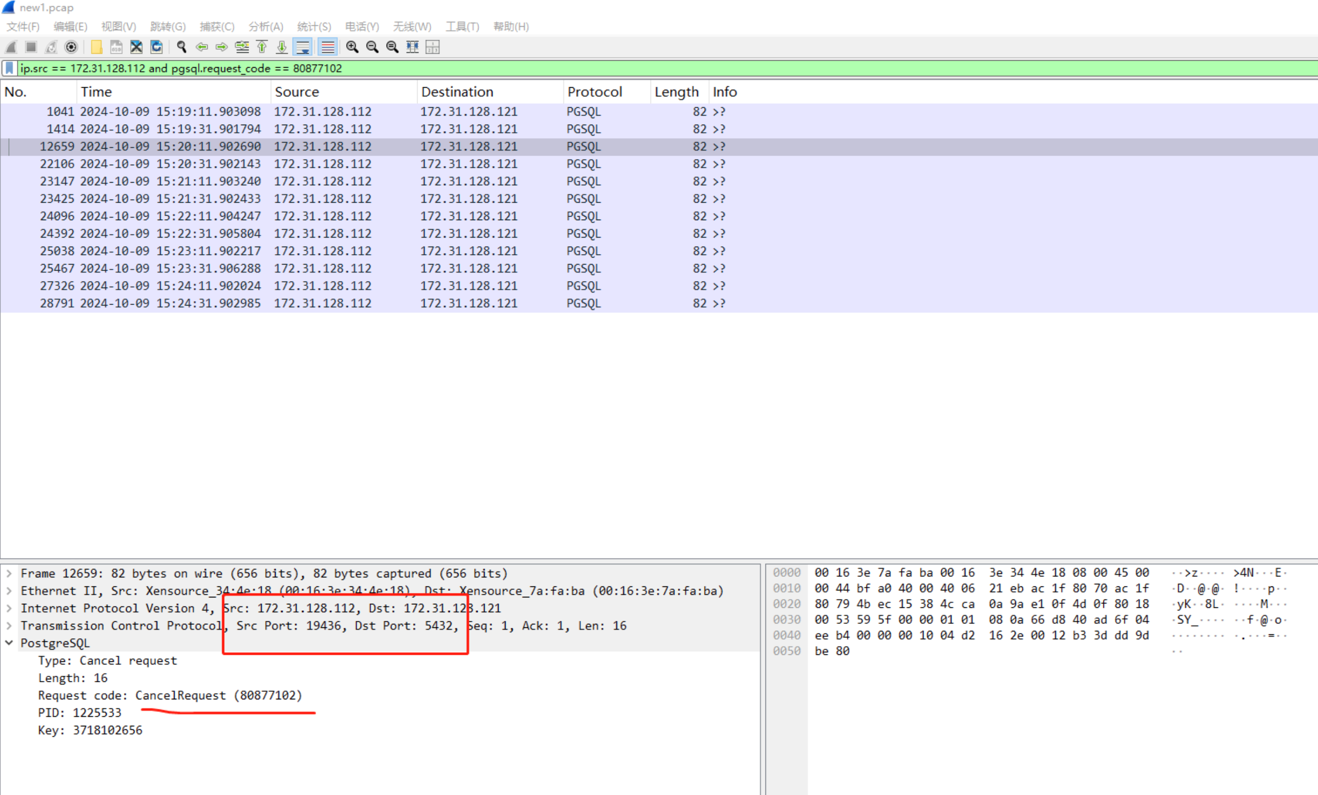 new1.pcap
文件(F) 编辑(E) 视图(V) 跳转(G) 捕获(C) 分析(A) 统计(S) 电话(Y) 无线(W) 工具(T) 帮助(H)
ip.src == 172.31.128.112 and pgsql.request_code == 80877102
No. Time Source Destination Protocol Length Info
1041 2024-10-09 15:19:11.903098 172.31.128.112 172.31.128.121 PGSQL 82 >?
1414 2024-10-09 15:19:31.901794 172.31.128.112 172.31.128.121 PGSQL 82 >?
12659 2024-10-09 15:20:11.902690 172.31.128.112 172.31.128.121 PGSQL 82 >?
22106 2024-10-09 15:20:31.902143 172.31.128.112 172.31.128.121 PGSQL 82 >?
23147 2024-10-09 15:21:11.903240 172.31.128.112 172.31.128.121 PGSQL 82 >?
23425 2024-10-09 15:21:31.902433 172.31.128.112 172.31.128.121 PGSQL 82 >?
24096 2024-10-09 15:22:11.904247 172.31.128.112 172.31.128.121 PGSQL 82 >?
24392 2024-10-09 15:22:31.905804 172.31.128.112 172.31.128.121 PGSQL 82 >?
25038 2024-10-09 15:23:11.902217 172.31.128.112 172.31.128.121 PGSQL 82 >?
25467 2024-10-09 15:23:31.906288 172.31.128.112 172.31.128.121 PGSQL 82 >?
27326 2024-10-09 15:24:11.902024 172.31.128.112 172.31.128.121 PGSQL 82 >?
28791 2024-10-09 15:24:31.902985 172.31.128.112 172.31.128.121 PGSQL 82 >?
Frame 12659: 82 bytes on wire (656 bits), 82 bytes captured (656 bits)
Ethernet II, Src: Xensource_34:4e:18 (00:16:3e:34:4e:18), Dst: Xensource_7a:fa:ba (00:16:3e:7a:fa:ba)
Internet Protocol Version 4, Src: 172.31.128.112, Dst: 172.31.128.121
Transmission Control Protocol, Src Port: 19436, Dst Port: 5432, Seq: 1, Ack: 1, Len: 16
PostgreSQL
Type: Cancel request
Length: 16
Request code: CancelRequest (80877102)
PID: 1225533
Key: 3718102656
0000 00 16 3e 7a fa ba 00 16 3e 34 4e 18 08 00 45 00 ··>z···· >4N···E·
0010 00 44 bf a0 40 00 40 06 21 eb ac 1f 80 70 ac 1f ·D··@·@· !····p··
0020 80 79 4b ec 15 38 4c ca 0a 9a e1 0f 4d 0f 80 18 ·yK··8L· ····M···
0030 00 53 59 5f 00 00 01 01 08 0a 66 d8 40 ad 6f 04 ·SY_···· ··f·@·o·
0040 ee b4 00 00 00 10 04 d2 16 2e 00 12 b3 3d dd 9d ········ ·.···=··
0050 be 80 ··